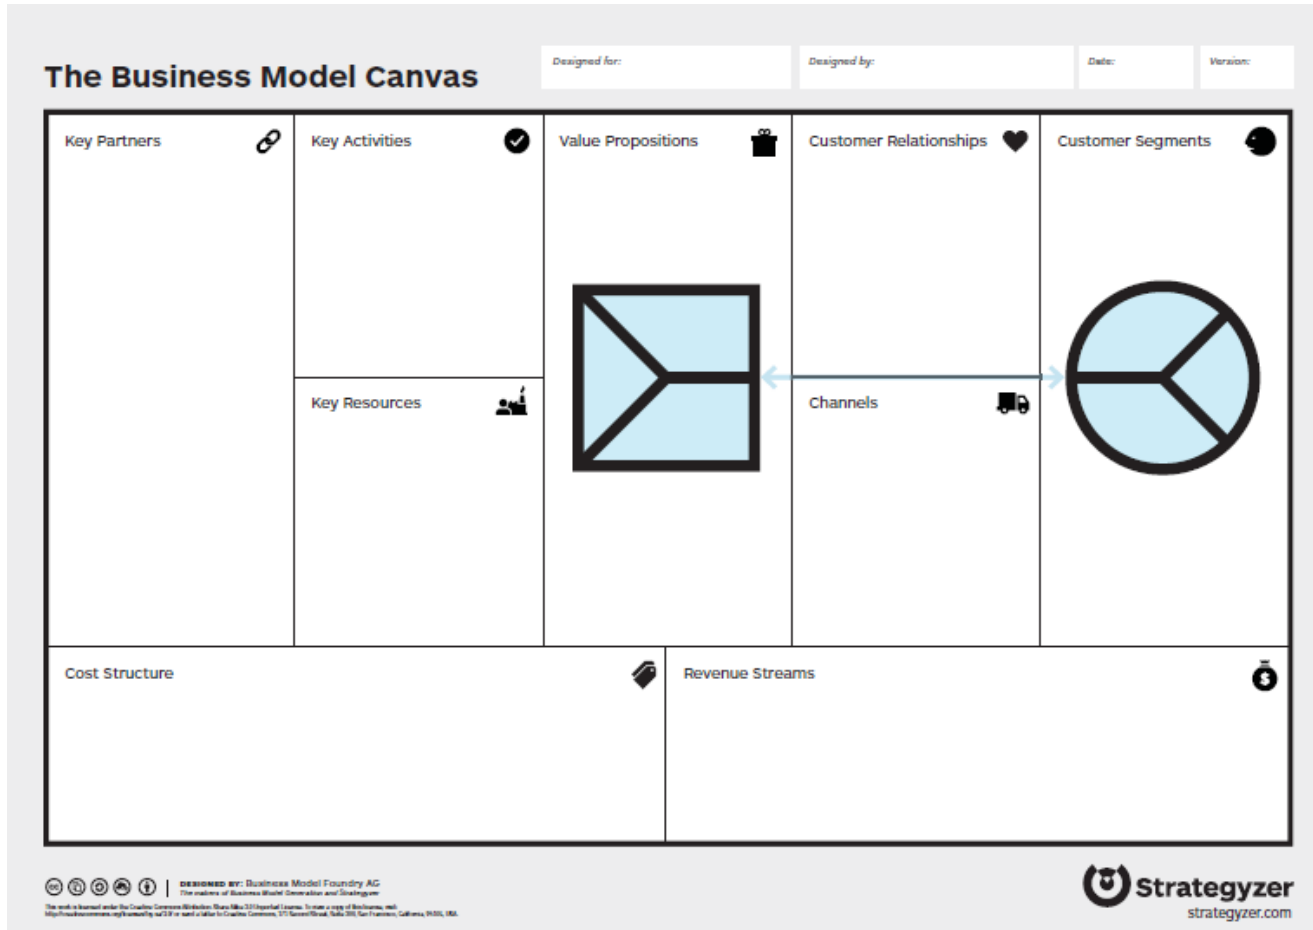 The Business Model Canvas
Designed for:
Designed by:
Date:
Version:
Key Partners
Key Activities
Value Propositions
Customer Relationships
Customer Segments
Key Resources
Channels
Cost Structure
Revenue Streams
$
cc
DESIGNED BY: Business Model Foundry AG
The makers of Business Model Generation and Strategyzer
Strategyzer
strategyzer.com